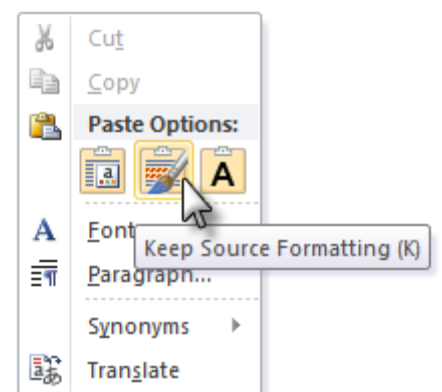 Cut
Copy
Paste Options:
a
A
A Font
Keep Source Formatting (K)
Paragraph...
Synonyms
Translate